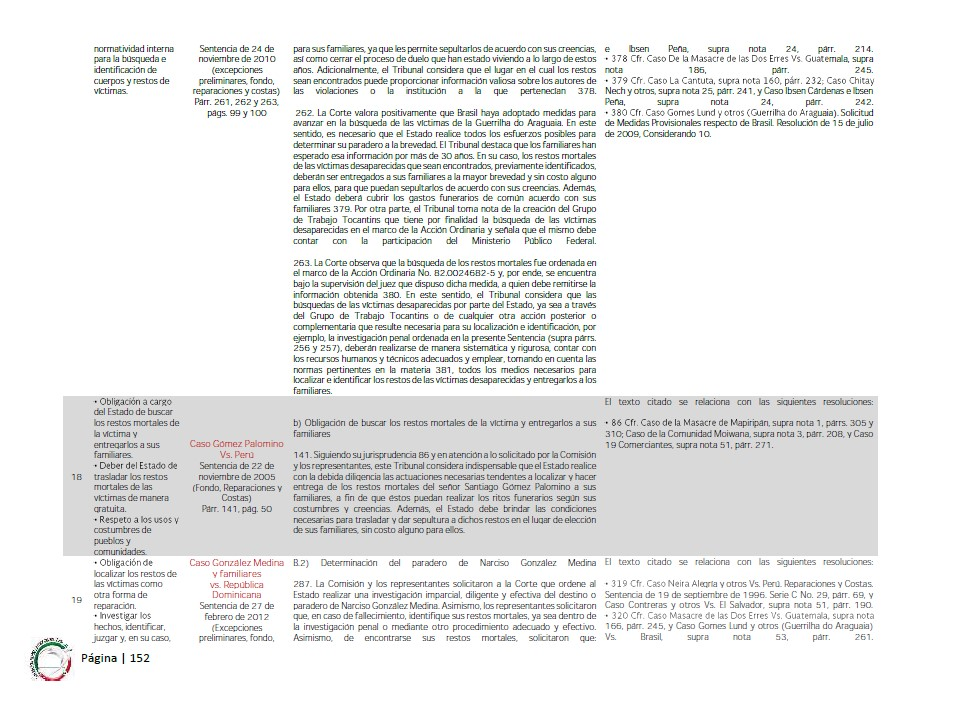 normatividad interna
para la búsqueda e
identificación de
cuerpos y restos de
víctimas.
Sentencia de 24 de
noviembre de 2010
(excepciones
preliminares, fondo,
reparaciones y costas)
Párr. 261, 262 y 263,
págs. 99 y 100
para sus familiares, ya que les permite sepultarlos de acuerdo con sus creencias,
así como cerrar el proceso de duelo que han estado viviendo a lo largo de estos
años. Adicionalmente, el Tribunal considera que el lugar en el cual los restos
sean encontrados puede proporcionar información valiosa sobre los autores de
las violaciones o la institución a la que pertenecían 378.
262. La Corte valora positivamente que Brasil haya adoptado medidas para
avanzar en la búsqueda de las víctimas de la Guerrilha do Araguaia. En este
sentido, es necesario que el Estado realice todos los esfuerzos posibles para
determinar su paradero a la brevedad. El Tribunal destaca que los familiares han
esperado esa información por más de 30 años. En su caso, los restos mortales
de las víctimas desaparecidas que sean encontrados, previamente identificados,
deberán ser entregados a sus familiares a la mayor brevedad y sin costo alguno
para ellos, para que puedan sepultarlos de acuerdo con sus creencias. Además,
el Estado deberá cubrir los gastos funerarios de común acuerdo con sus
familiares 379. Por otra parte, el Tribunal toma nota de la creación del Grupo
de Trabajo Tocantins que tiene por finalidad la búsqueda de las víctimas
desaparecidas en el marco de la Acción Ordinaria y señala que el mismo debe
contar con la participación del Ministerio Público Federal.
263. La Corte observa que la búsqueda de los restos mortales fue ordenada en
el marco de la Acción Ordinaria No. 82.0024682-5 y, por ende, se encuentra
bajo la supervisión del juez que dispuso dicha medida, a quien debe remitirse la
información obtenida 380. En este sentido, el Tribunal considera que las
búsquedas de las víctimas desaparecidas por parte del Estado, ya sea a través
del Grupo de Trabajo Tocantins o de cualquier otra acción posterior o
complementaria que resulte necesaria para su localización e identificación, por
ejemplo, la investigación penal ordenada en la presente Sentencia (supra párrs.
256 y 257), deberán realizarse de manera sistemática y rigurosa, contar con
los recursos humanos y técnicos adecuados y emplear, tomando en cuenta las
normas pertinentes en la materia 381, todos los medios necesarios para
localizar e identificar los restos de las víctimas desaparecidas y entregarlos a los
familiares.
e Ibsen Peña, supra nota 24, párr. 214.
• 378 Cfr. Caso De la Masacre de las Dos Erres Vs. Guatemala, supra
nota 186, párr. 245.
• 379 Cfr. Caso La Cantuta, supra nota 160, párr. 232; Caso Chitay
Nech y otros, supra nota 25, párr. 241, y Caso Ibsen Cárdenas e Ibsen
Peña, supra nota 24, párr. 242.
• 380 Cfr. Caso Gomes Lund y otros (Guerrilha do Araguaia). Solicitud
de Medidas Provisionales respecto de Brasil. Resolución de 15 de julio
de 2009, Considerando 10.
18
• Obligación a cargo
del Estado de buscar
los restos mortales de
la víctima y
entregarlos a sus
familiares.
• Deber del Estado de
trasladar los restos
mortales de las
víctimas de manera
gratuita.
• Respeto a los usos y
costumbres de
pueblos y
comunidades.
Caso Gómez Palomino
Vs. Perú
Sentencia de 22 de
noviembre de 2005
(Fondo, Reparaciones y
Costas)
Párr. 141, pág. 50
b) Obligación de buscar los restos mortales de la víctima y entregarlos a sus
familiares
141. Siguiendo su jurisprudencia 86 y en atención a lo solicitado por la Comisión
y los representantes, este Tribunal considera indispensable que el Estado realice
con la debida diligencia las actuaciones necesarias tendentes a localizar y hacer
entrega de los restos mortales del señor Santiago Gómez Palomino a sus
familiares, a fin de que éstos puedan realizar los ritos funerarios según sus
costumbres y creencias. Además, el Estado debe brindar las condiciones
necesarias para trasladar y dar sepultura a dichos restos en el lugar de elección
de sus familiares, sin costo alguno para ellos.
El texto citado se relaciona con las siguientes resoluciones:
• 86 Cfr. Caso de la Masacre de Mapiripán, supra nota 1, párrs. 305 y
310; Caso de la Comunidad Moiwana, supra nota 3, párr. 208, y Caso
19 Comerciantes, supra nota 51, párr. 271.
19
• Obligación de
localizar los restos de
las víctimas como
otra forma de
reparación.
• Investigar los
hechos, identificar,
juzgar y, en su caso,
Caso González Medina
y familiares
vs. República
Dominicana
Sentencia de 27 de
febrero de 2012
(Excepciones
preliminares, fondo,
B.2) Determinación del paradero de Narciso González Medina
287. La Comisión y los representantes solicitaron a la Corte que ordene al
Estado realizar una investigación imparcial, diligente y efectiva del destino o
paradero de Narciso González Medina. Asimismo, los representantes solicitaron
que, en caso de fallecimiento, identifique sus restos mortales, ya sea dentro de
la investigación penal o mediante otro procedimiento adecuado y efectivo.
Asimismo, de encontrarse sus restos mortales, solicitaron que:
El texto citado se relaciona con las siguientes resoluciones:
• 319 Cfr. Caso Neira Alegría y otros Vs. Perú. Reparaciones y Costas.
Sentencia de 19 de septiembre de 1996. Serie C No. 29, párr. 69, y
Caso Contreras y otros Vs. El Salvador, supra nota 51, párr. 190.
• 320 Cfr. Caso Masacre de las Dos Erres Vs. Guatemala, supra nota
166, párr. 245, y Caso Gomes Lund y otros (Guerrilha do Araguaia)
Vs. Brasil, supra nota 53, párr. 261.
Página | 152